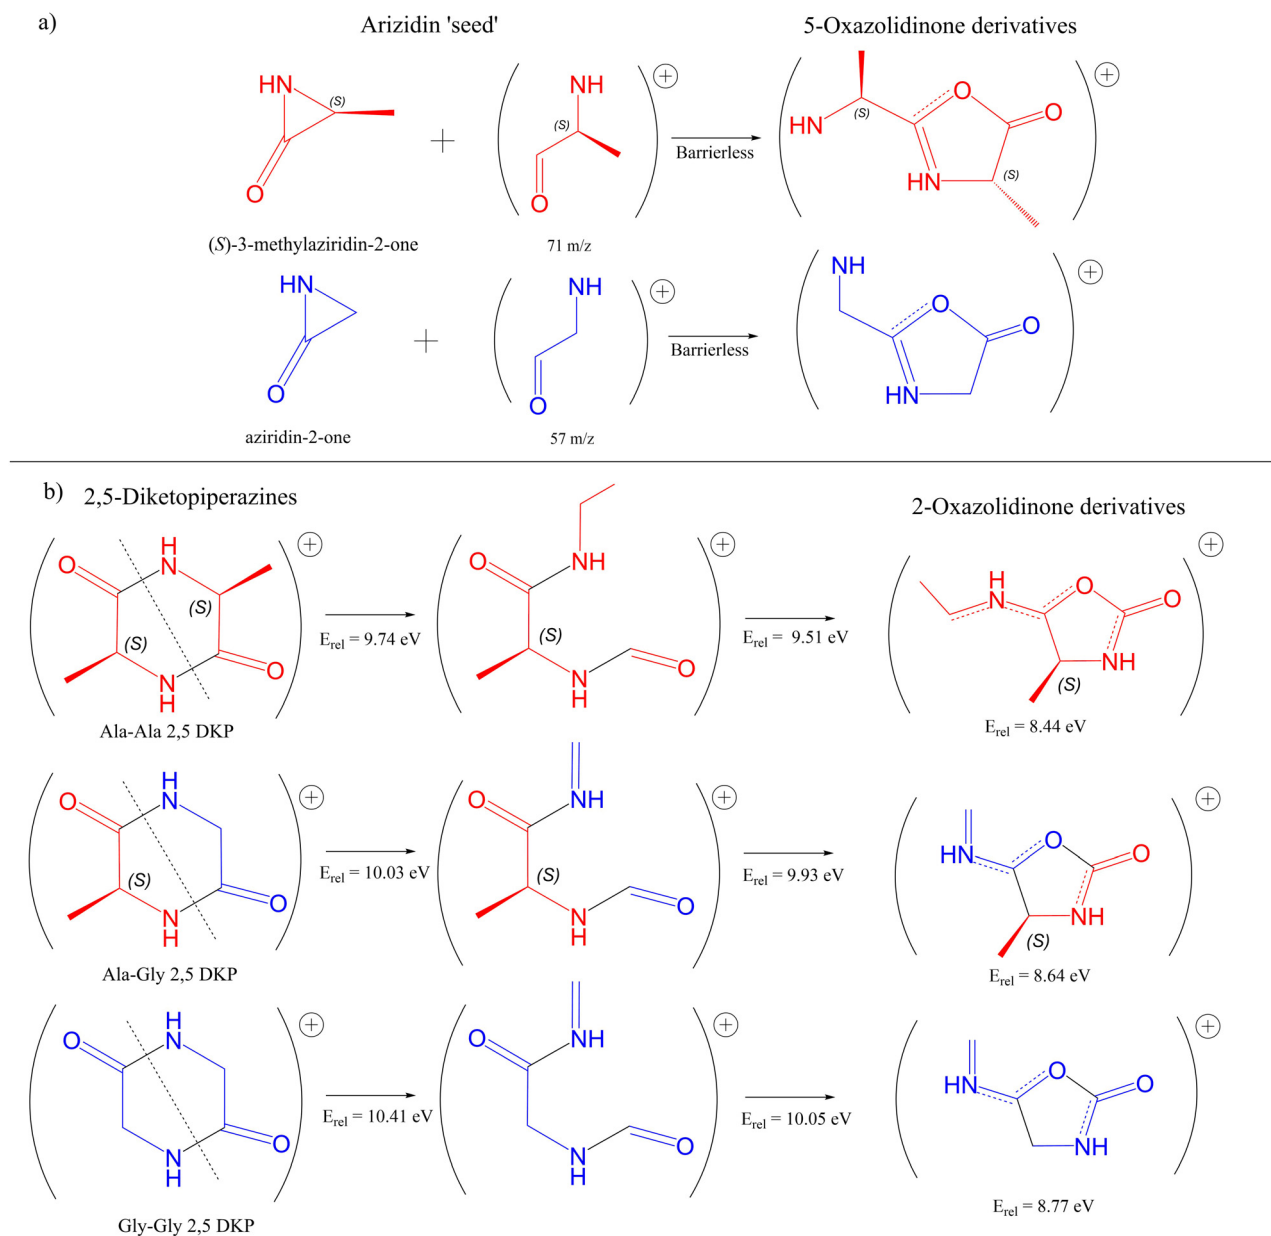 a)
Arizidin 'seed'
5-Oxazolidinone derivatives
HN
(S)
O
+
NH
(S)
O
+
Barrierless
(S)
HN
O
O
HN
(S)
+
(S)-3-methylaziridin-2-one
71 m/z
HN
O
+
NH
O
+
Barrierless
NH
O
O
HN
+
aziridin-2-one
57 m/z
b)
2,5-Diketopiperazines
2-Oxazolidinone derivatives
O
H
N
(S)
(S)
N
H
O
+
Ala-Ala 2,5 DKP
Erel = 9.74 eV
O
NH
(S)
N
H
O
+
Erel = 9.51 eV
H
N
O
O
NH
(S)
+
Erel = 8.44 eV
O
H
N
(S)
N
H
O
+
Ala-Gly 2,5 DKP
Erel = 10.03 eV
O
NH
(S)
N
H
O
+
Erel = 9.93 eV
HN
O
O
NH
(S)
+
Erel = 8.64 eV
O
H
N
N
H
O
+
Gly-Gly 2,5 DKP
Erel = 10.41 eV
O
NH
N
H
O
+
Erel = 10.05 eV
HN
O
O
NH
+
Erel = 8.77 eV